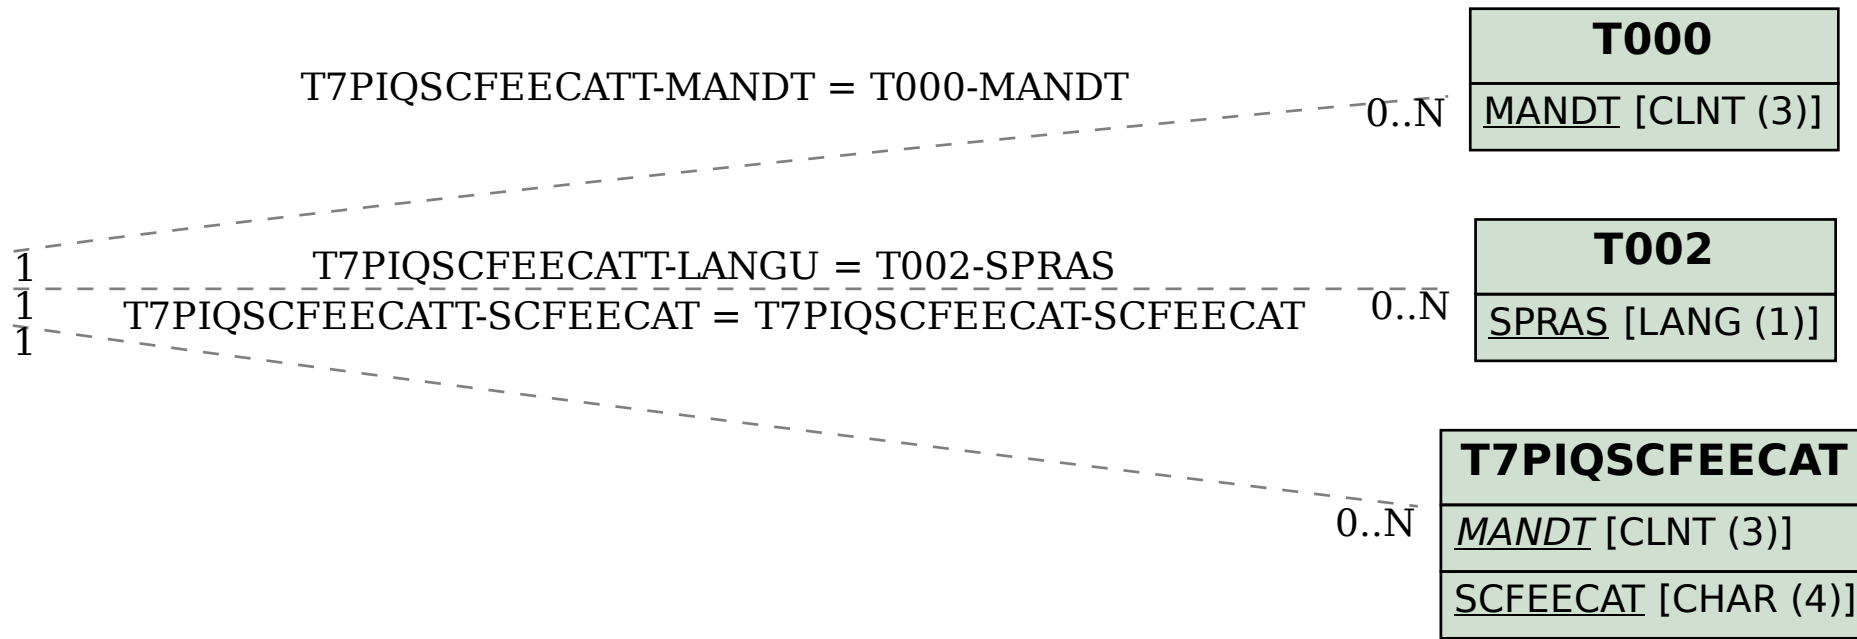 T000
T7PIQSCFEECATT-MANDT = T000-MANDT
0..N
MANDT [CLNT (3)]
T002
1
T7PIQSCFEECATT-LANGU = T002-SPRAS
1
T7PIQSCFEECATT-SCFEECAT = T7PIQSCFEECAT-SCFEECAT
0..N
SPRAS [LANG (1)]
1
T7PIQSCFEECAT
0..N
MANDT [CLNT (3)]
SCFEECAT [CHAR (4)]